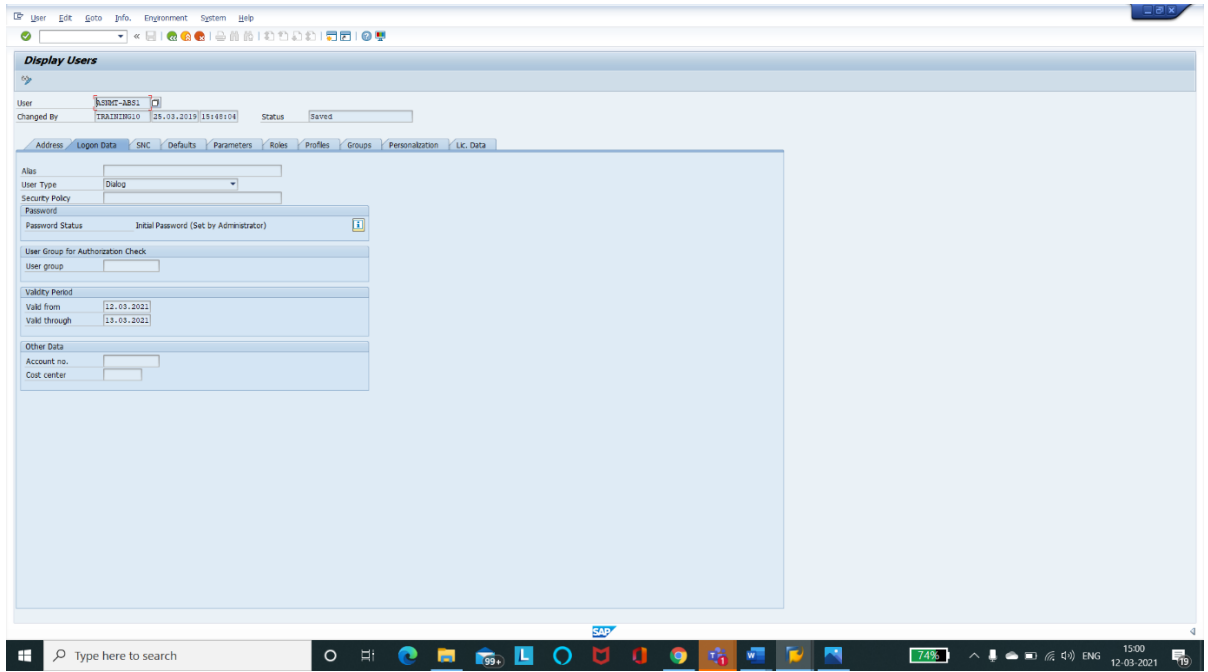 User Edit Goto Info. Environment System Help
Display Users
User ASNMT-ABS1
Changed By TRAINING10 25.03.2019 15:48:04 Status Saved
Address Logon Data SNC Defaults Parameters Roles Profiles Groups Personalization Lic. Data
Alias
User Type Dialog
Security Policy
Password
Password Status Initial Password (Set by Administrator)
User Group for Authorization Check
User group
Validity Period
Valid from 12.03.2021
Valid through 13.03.2021
Other Data
Account no.
Cost center
SAP
Type here to search 99+ L 1 W 74% ENG 15:00
12-03-2021 19